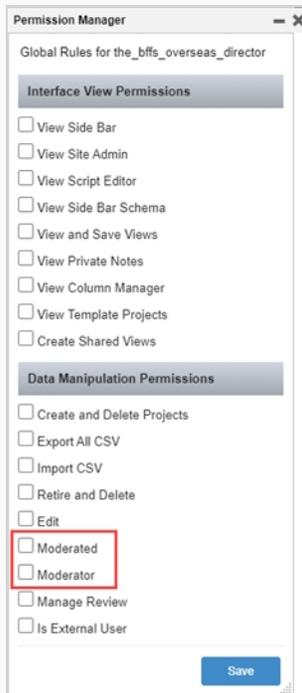 Permission Manager
Global Rules for the_bffs_overseas_director
Interface View Permissions
View Side Bar
View Site Admin
View Script Editor
View Side Bar Schema
View and Save Views
View Private Notes
View Column Manager
View Template Projects
Create Shared Views
Data Manipulation Permissions
Create and Delete Projects
Export All CSV
Import CSV
Retire and Delete
Edit
Moderated
Moderator
Manage Review
Is External User
Save